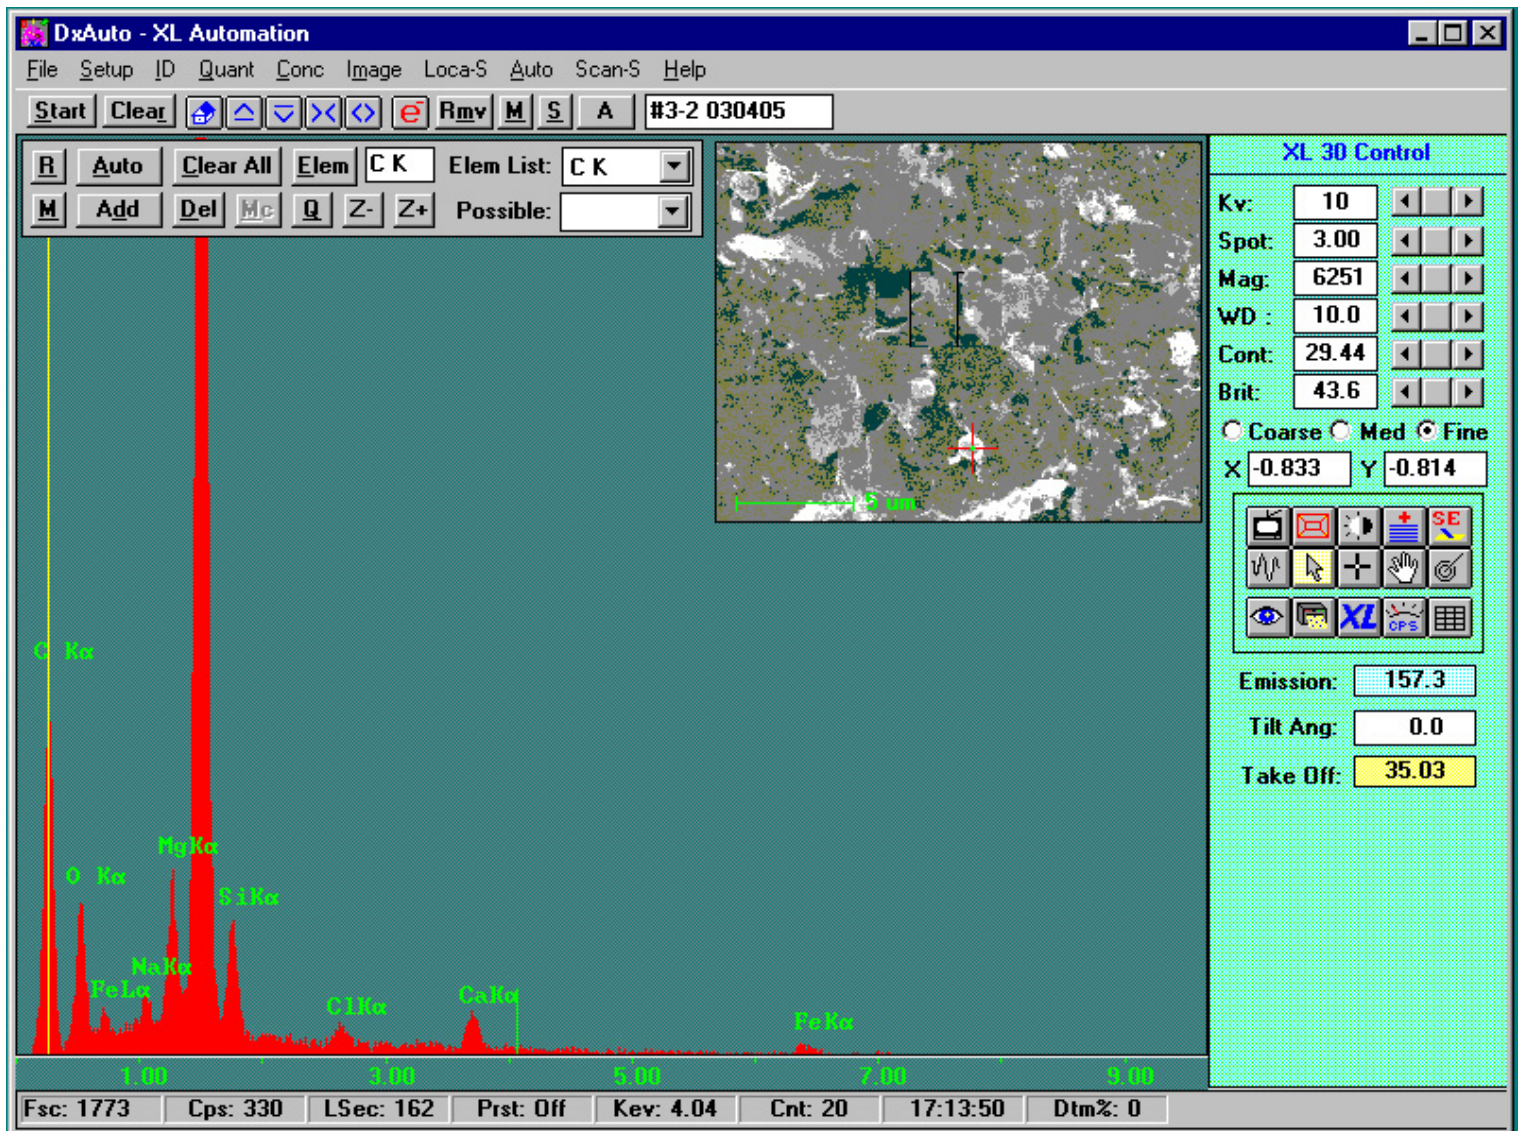 DxAuto - XL Automation
File Setup ID Quant Conc Image Loca-S Auto Scan-S Help
Start Clear e- Rmv M S A #3-2 030405
R Auto Clear All Elem C K Elem List: C K
M Add Del Mc Q Z- Z+ Possible:
XL 30 Control
Kv: 10
Spot: 3.00
Mag: 6251
WD : 10.0
Cont: 29.44
Brit: 43.6
Coarse Med Fine
X -0.833 Y -0.814
SE
XL CPS
Emission: 157.3
Tilt Ang: 0.0
Take Off: 35.03
5 um
C Kα
MgKα
O Kα
SiKα
NaKα
FeLα
ClKα
CaKα
FeKα
1.00 3.00 5.00 7.00 9.00
Fsc: 1773 Cps: 330 LSec: 162 Prst: Off Kev: 4.04 Cnt: 20 17:13:50 Dtm%: 0